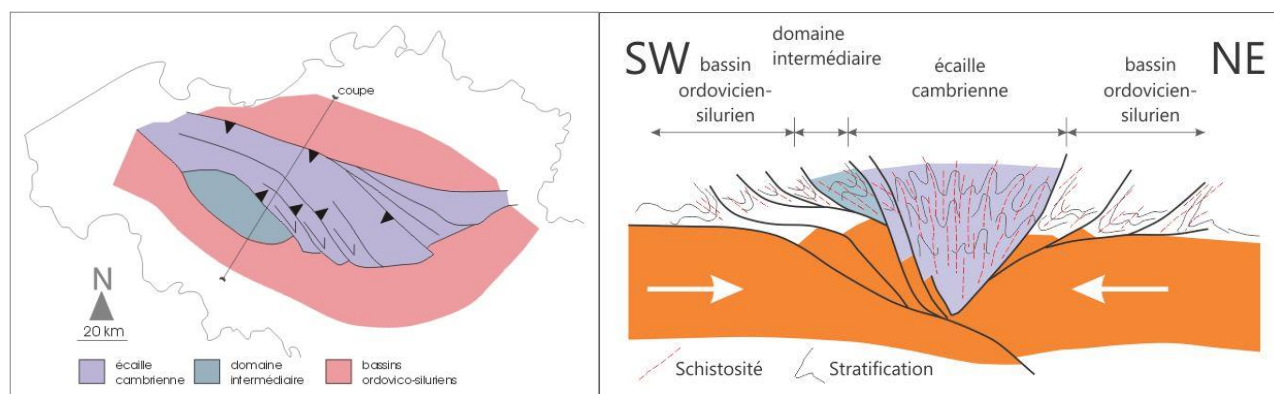 coupe
N
20 km
écaille
cambrienne
domaine
intermédiaire
bassins
ordovico-siluriens
SW
NE
domaine
intermédiaire
bassin
ordovicien-
silurien
écaille
cambrienne
bassin
ordovicien-
silurien
Schistosité
Stratification